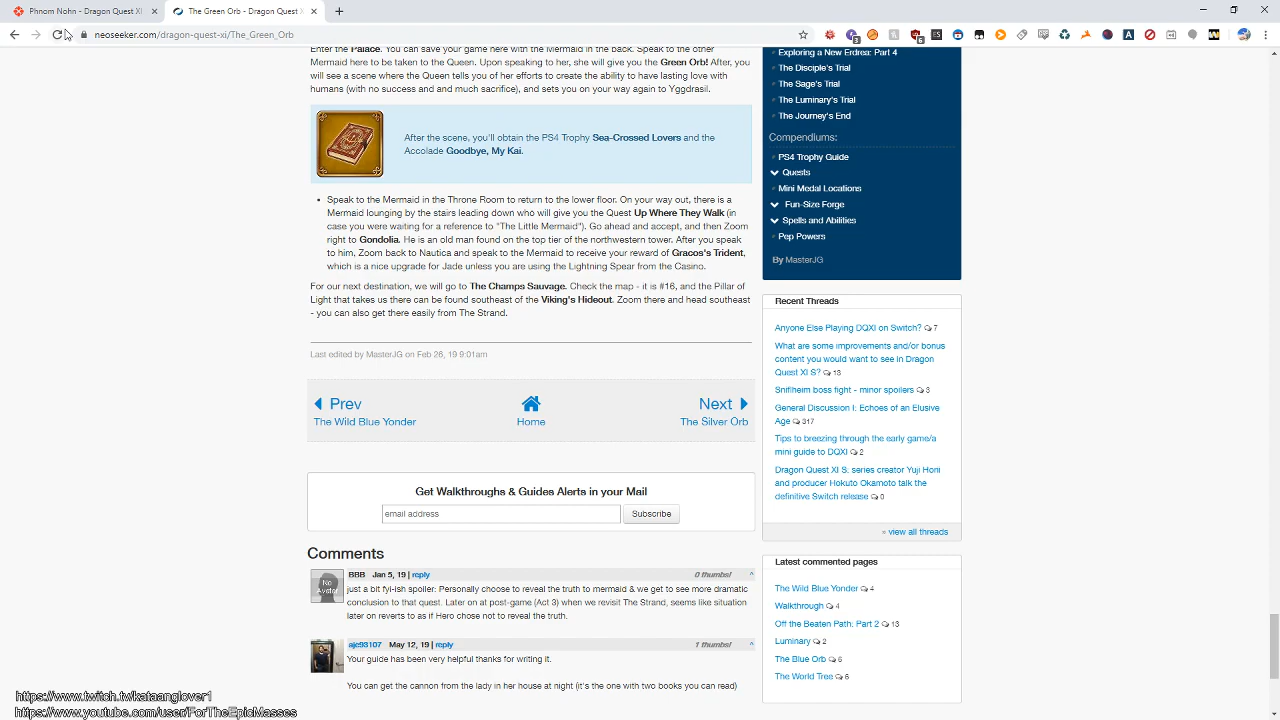 Phnom Nohn - Dragon Quest XI
The Green Orb - Dragon Quest X
neoseeker.com/dragon-quest-xi/The_Green_Orb
Enter the Palace. You can save your game here with the Mermaid in the back. Speak to the other
Mermaid here to be taken to the Queen. Upon speaking to her, she will give you the Green Orb! After, you
will see a scene where the Queen tells you of her efforts to create the ability to have lasting love with
humans (with no success and and much sacrifice), and sets you on your way again to Yggdrasil.
After the scene, you'll obtain the PS4 Trophy Sea-Crossed Lovers and the
Accolade Goodbye, My Kai.
• Speak to the Mermaid in the Throne Room to return to the lower floor. On your way out, there is a
Mermaid lounging by the stairs leading down who will give you the Quest Up Where They Walk (in
case you were waiting for a reference to "The Little Mermaid"). Go ahead and accept, and then Zoom
right to Gondolia. He is an old man found on the top tier of the northwestern tower. After you speak
to him, Zoom back to Nautica and speak to the Mermaid to receive your reward of Gracos's Trident,
which is a nice upgrade for Jade unless you are using the Lightning Spear from the Casino.
For our next destination, we will go to The Champs Sauvage. Check the map - it is #16, and the Pillar of
Light that takes us there can be found southeast of the Viking's Hideout. Zoom there and head southeast
- you can also get there easily from The Strand.
Last edited by MasterJG on Feb 26, 19 9:01am
Prev
The Wild Blue Yonder
Home
Next
The Silver Orb
Get Walkthroughs & Guides Alerts in your Mail
email address
Subscribe
Comments
No Avatar
BBB Jan 5, 19 | reply
0 thumbs! ^
just a bit fyi-ish spoiler: Personally choose to reveal the truth to mermaid & we get to see more dramatic
conclusion to that quest. Later on at post-game (Act 3) when we revisit The Strand, seems like situation
later on reverts to as if Hero chose not to reveal the truth.
ajc93107 May 12, 19 | reply
1 thumbs! ^
Your guide has been very helpful thanks for writing it.
You can get the cannon from the lady in her house at night (it's the one with two books you can read)
Exploring a New Erdrea: Part 4
The Disciple's Trial
The Sage's Trial
The Luminary's Trial
The Journey's End
Compendiums:
PS4 Trophy Guide
Quests
Mini Medal Locations
Fun-Size Forge
Spells and Abilities
Pep Powers
By MasterJG
Recent Threads
Anyone Else Playing DQXI on Switch? 7
What are some improvements and/or bonus
content you would want to see in Dragon
Quest XI S? 13
Sniflheim boss fight - minor spoilers 3
General Discussion I: Echoes of an Elusive
Age 317
Tips to breezing through the early game/a
mini guide to DQXI 2
Dragon Quest XI S: series creator Yuji Horii
and producer Hokuto Okamoto talk the
definitive Switch release 0
» view all threads
Latest commented pages
The Wild Blue Yonder 4
Walkthrough 4
Off the Beaten Path: Part 2 13
Luminary 2
The Blue Orb 6
The World Tree 6
https://www.twitch.tv/kataanglover1
https://www.youtube.com/user/ForTheEpicMasses